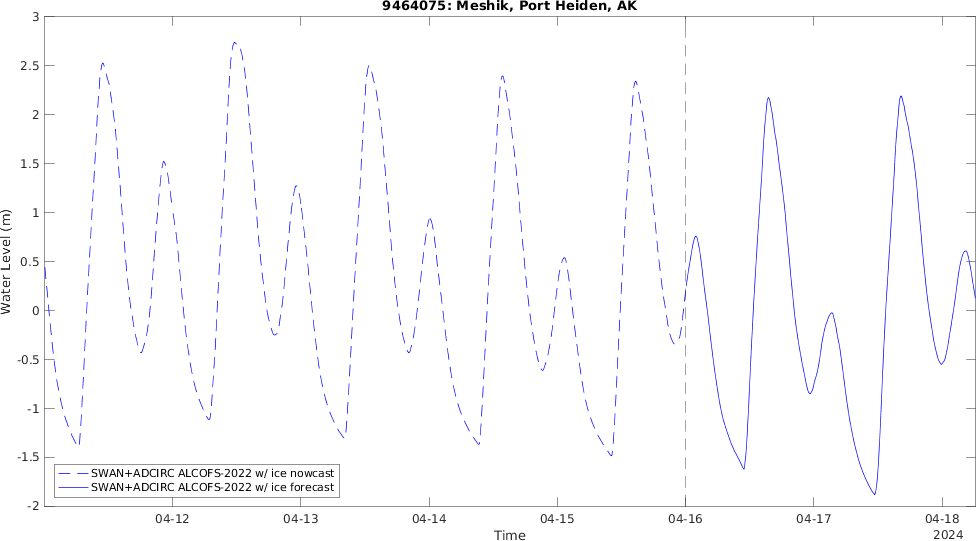 9464075: Meshik, Port Heiden, AK
3
2.5
2
1.5
1
0.5
0
-0.5
-1
-1.5
-2
Water Level (m)
SWAN+ADCIRC ALCOFS-2022 w/ ice nowcast
SWAN+ADCIRC ALCOFS-2022 w/ ice forecast
04-12 04-13 04-14 04-15 04-16 04-17 04-18
Time 2024